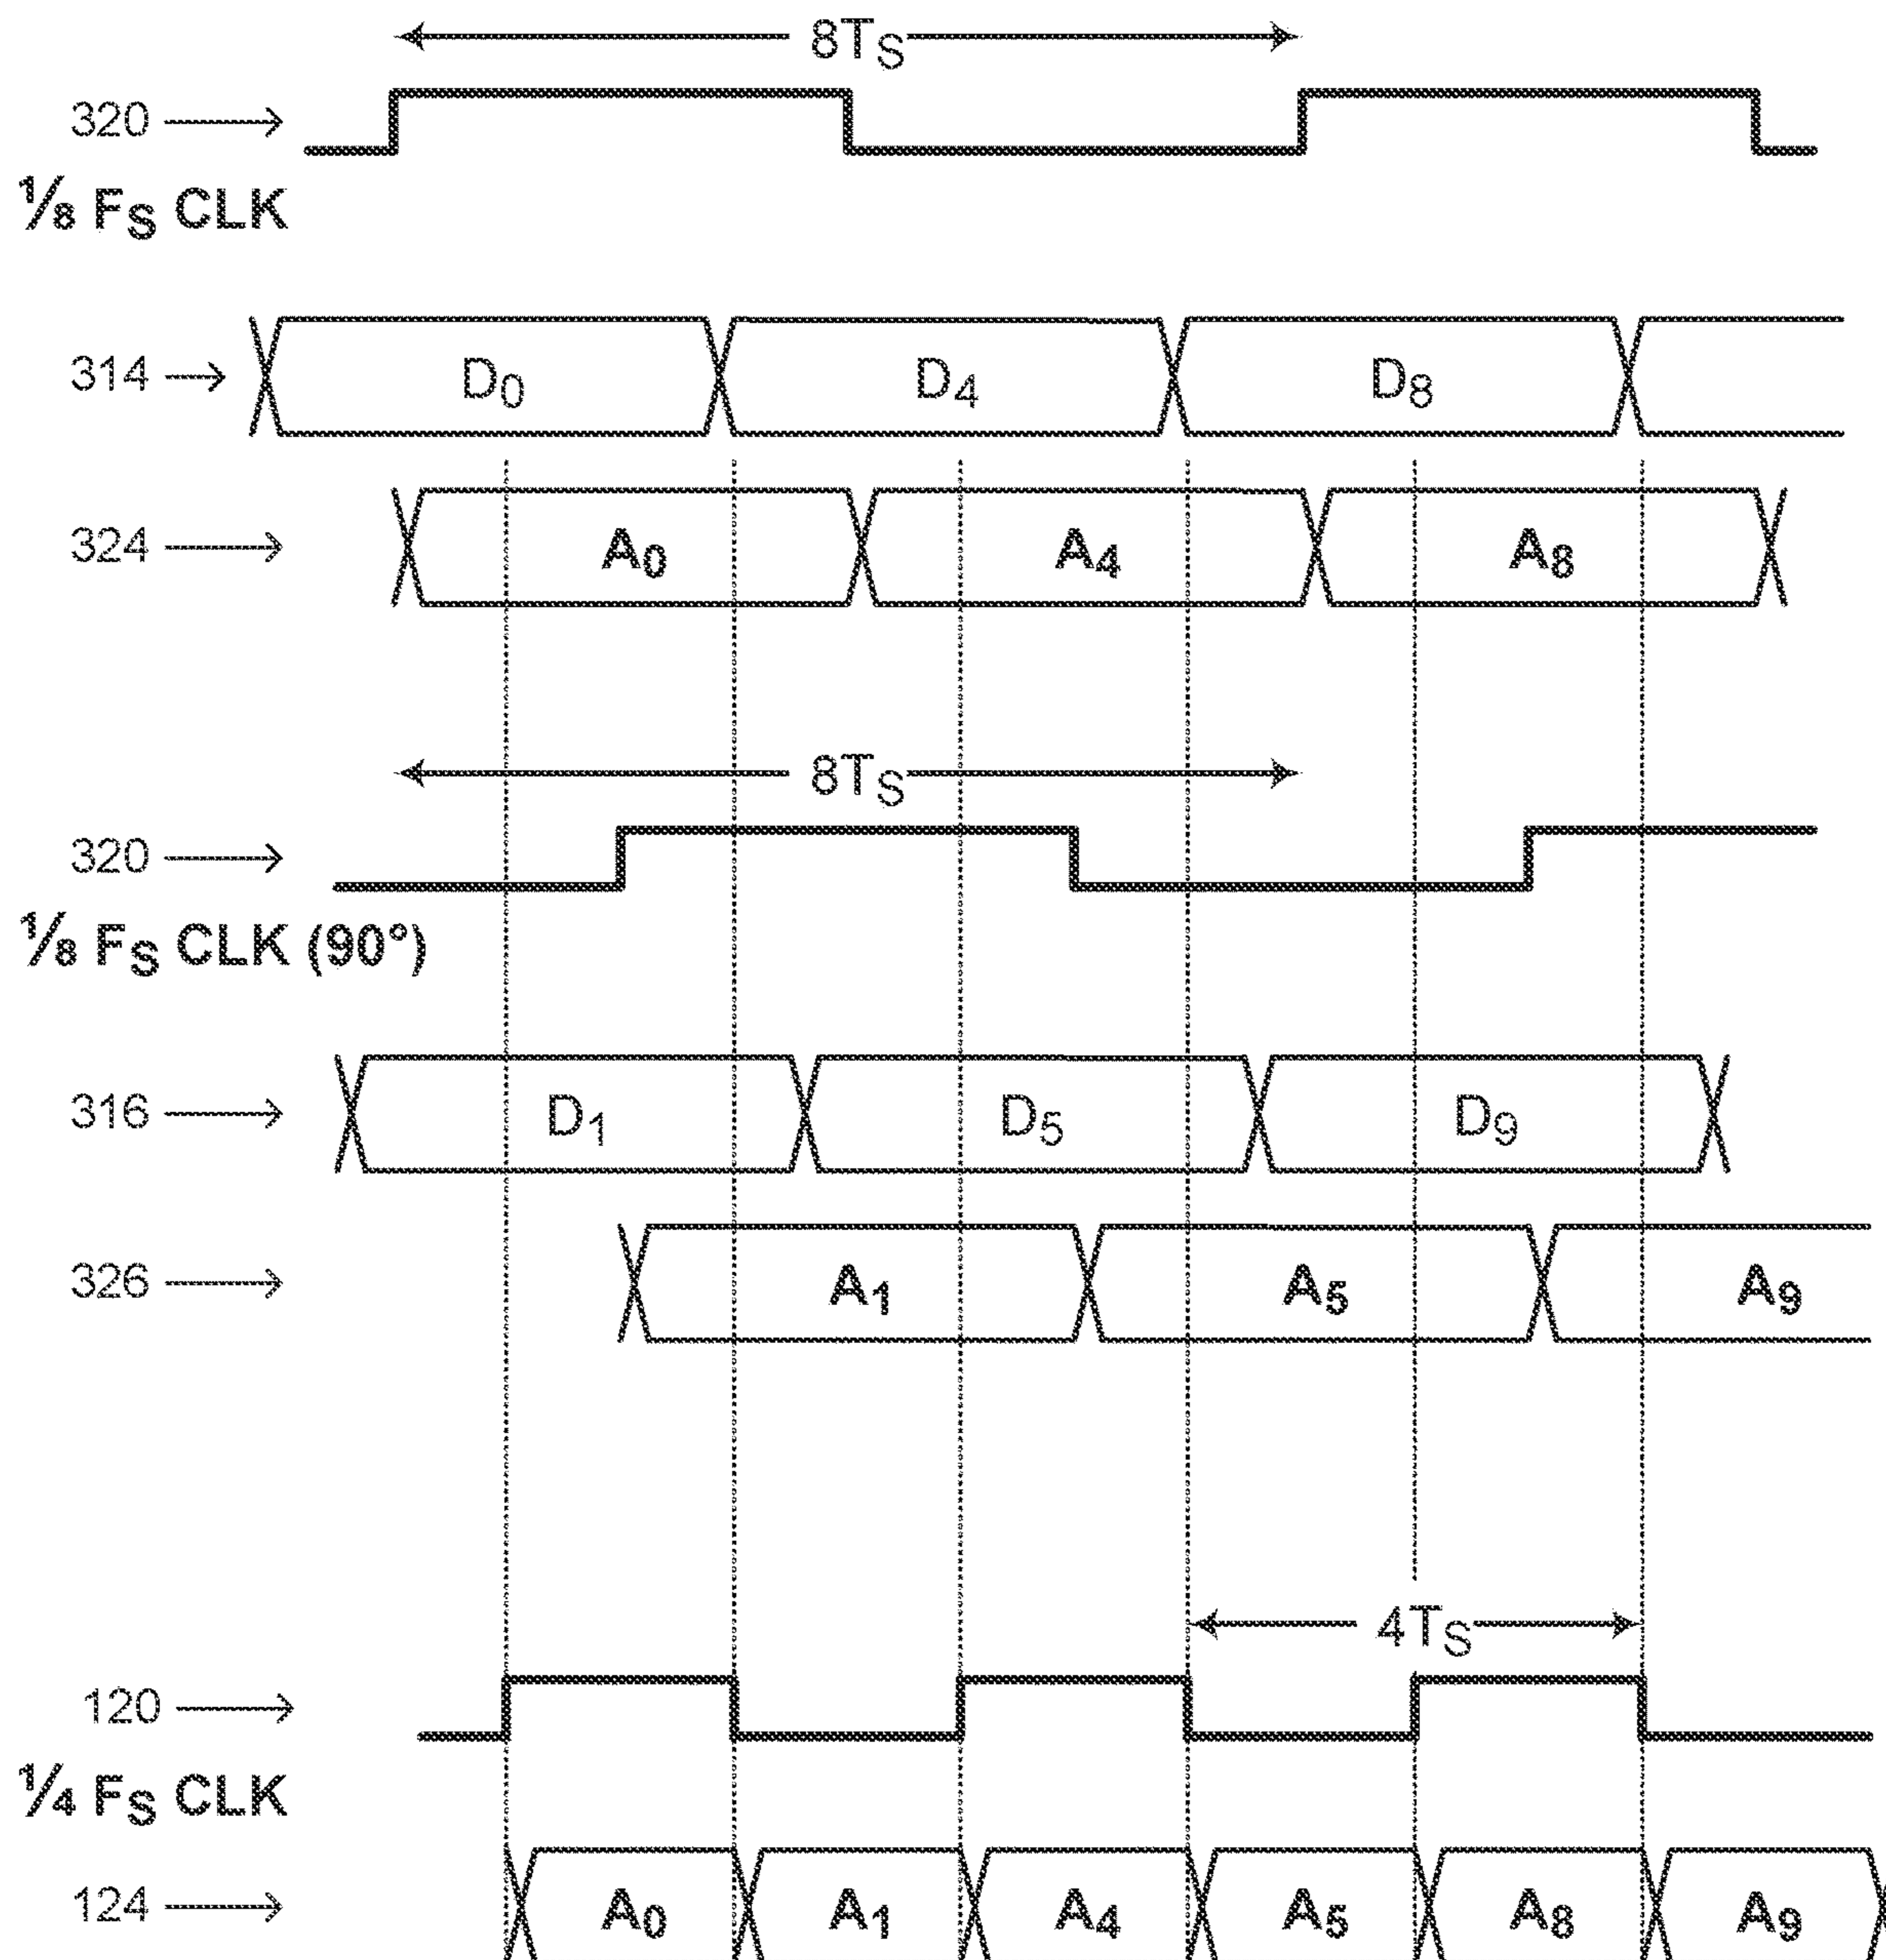 8TS
320
⅛ FS CLK
314
D0 D4 D8
324
A0 A4 A8
8TS
320
⅛ FS CLK (90°)
316
D1 D5 D9
326
A1 A5 A9
4TS
120
¼ FS CLK
124
A0 A1 A4 A5 A8 A9